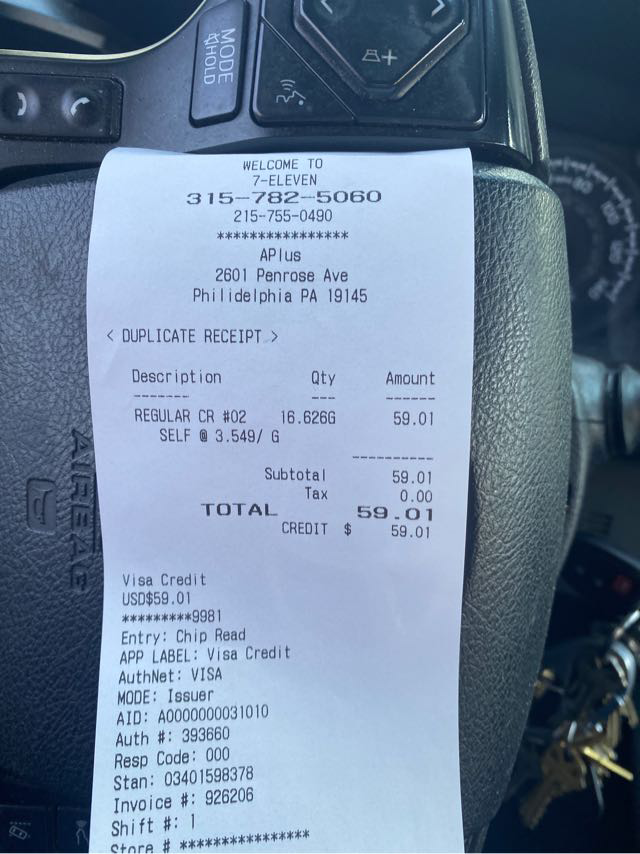 MODE
HOLD
WELCOME TO
7-ELEVEN
315-782-5060
215-755-0490
****************
APlus
2601 Penrose Ave
Philidelphia PA 19145
< DUPLICATE RECEIPT >
Description Qty Amount
------- --- ------
REGULAR CR #02 16.626G 59.01
SELF @ 3.549/ G
----------
Subtotal 59.01
Tax 0.00
TOTAL 59.01
CREDIT $ 59.01
Visa Credit
USD$59.01
*********9981
Entry: Chip Read
APP LABEL: Visa Credit
AuthNet: VISA
MODE: Issuer
AID: A0000000031010
Auth #: 393660
Resp Code: 000
Stan: 03401598378
Invoice #: 926206
Shift #: 1
Store # ****************
AIRBAG